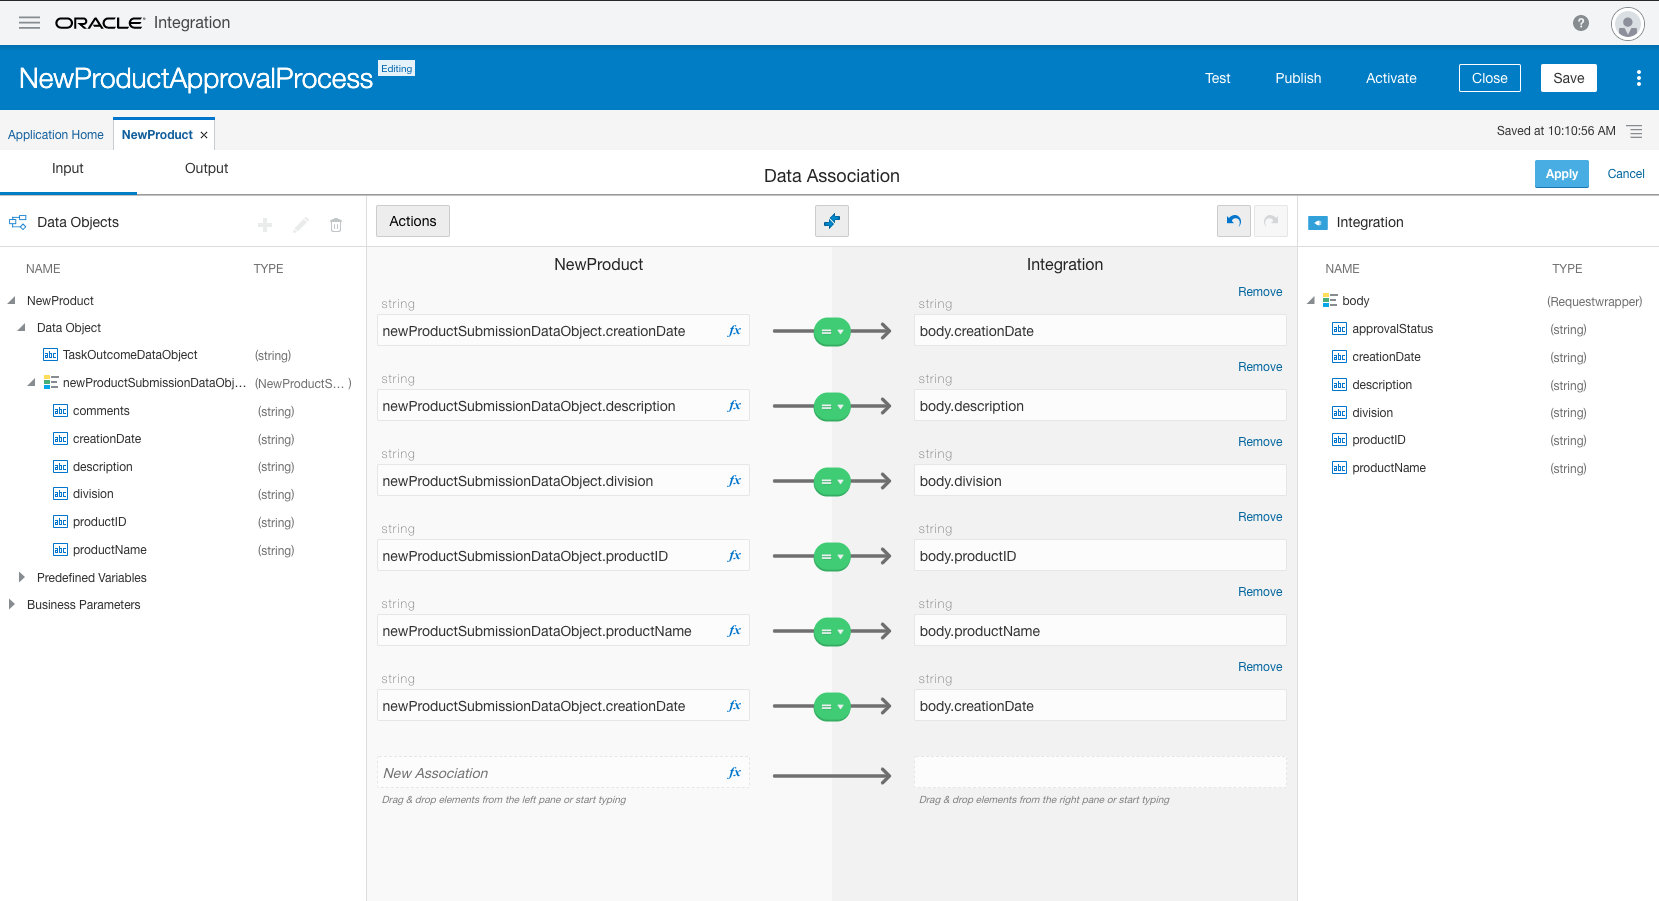 ORACLE Integration
NewProductApprovalProcess Editing
Test Publish Activate Close Save
Application Home NewProduct × Saved at 10:10:56 AM
Input Output Data Association Apply Cancel
Data Objects
NAME TYPE
NewProduct
Data Object
abc TaskOutcomeDataObject (string)
newProductSubmissionDataObj... (NewProductS... )
abc comments (string)
abc creationDate (string)
abc description (string)
abc division (string)
abc productID (string)
abc productName (string)
Predefined Variables
Business Parameters
Actions
NewProduct Integration
Remove
string string
newProductSubmissionDataObject.creationDate fx = body.creationDate
Remove
string string
newProductSubmissionDataObject.description fx = body.description
Remove
string string
newProductSubmissionDataObject.division fx = body.division
Remove
string string
newProductSubmissionDataObject.productID fx = body.productID
Remove
string string
newProductSubmissionDataObject.productName fx = body.productName
Remove
string string
newProductSubmissionDataObject.creationDate fx = body.creationDate
New Association fx
Drag & drop elements from the left pane or start typing Drag & drop elements from the right pane or start typing
Integration
NAME TYPE
body (Requestwrapper)
abc approvalStatus (string)
abc creationDate (string)
abc description (string)
abc division (string)
abc productID (string)
abc productName (string)